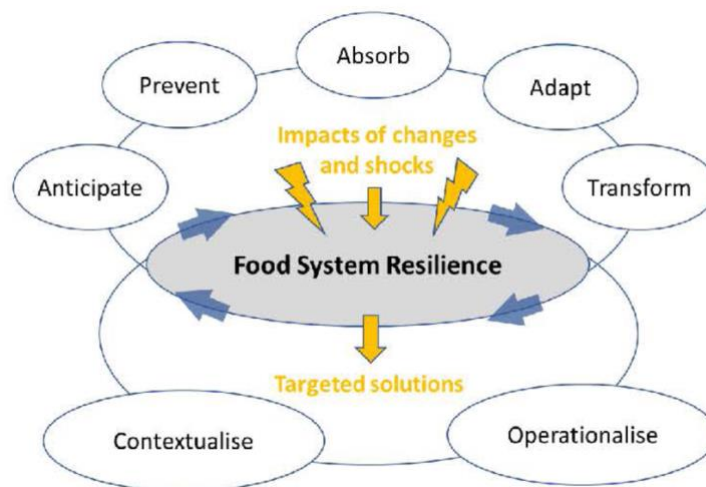 Absorb
Prevent
Adapt
Impacts of changes
and shocks
Anticipate
Transform
Food System Resilience
Targeted solutions
Contextualise
Operationalise